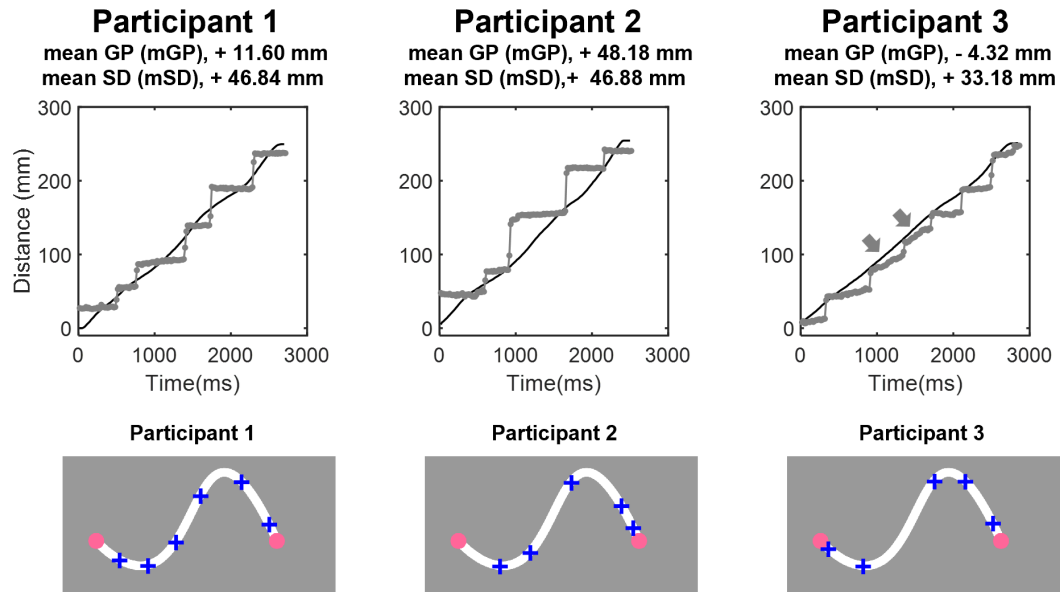 Participant 1
mean GP (mGP), + 11.60 mm
mean SD (mSD), + 46.84 mm
Participant 2
mean GP (mGP), + 48.18 mm
mean SD (mSD),+  46.88 mm
Participant 3
mean GP (mGP), - 4.32 mm
mean SD (mSD), + 33.18 mm
Distance (mm)
300
200
100
0
0 1000 2000 3000
Time(ms)
300
200
100
0
0 1000 2000 3000
Time(ms)
300
200
100
0
0 1000 2000 3000
Time(ms)
Participant 1
Participant 2
Participant 3